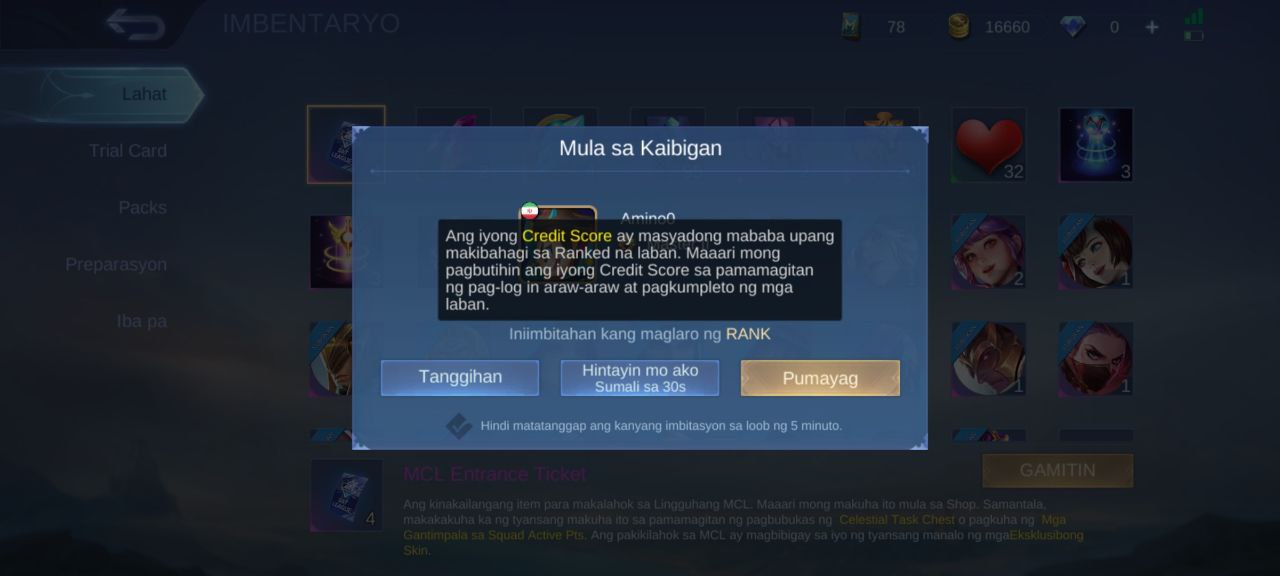 IMBENTARYO
78
16660
0
Lahat
Trial Card
Packs
Preparasyon
Iba pa
32
3
2
1
1
1
Mula sa Kaibigan
Amino0
Ang iyong Credit Score ay masyadong mababa upang
makibahagi sa Ranked na laban. Maaari mong
pagbutihin ang iyong Credit Score sa pamamagitan
ng pag-log in araw-araw at pagkumpleto ng mga
laban.
Iniimbitahan kang maglaro ng RANK
Tanggihan
Hintayin mo ako
Sumali sa 30s
Pumayag
Hindi matatanggap ang kanyang imbitasyon sa loob ng 5 minuto.
4
MCL Entrance Ticket
GAMITIN
Ang kinakailangang item para makalahok sa Lingguhang MCL. Maaari mong makuha ito mula sa Shop. Samantala,
makakakuha ka ng tyansang makuha ito sa pamamagitan ng pagbubukas ng Celestial Task Chest o pagkuha ng Mga
Gantimpala sa Squad Active Pts. Ang pakikilahok sa MCL ay magbibigay sa iyo ng tyansang manalo ng mgaEksklusibong
Skin.